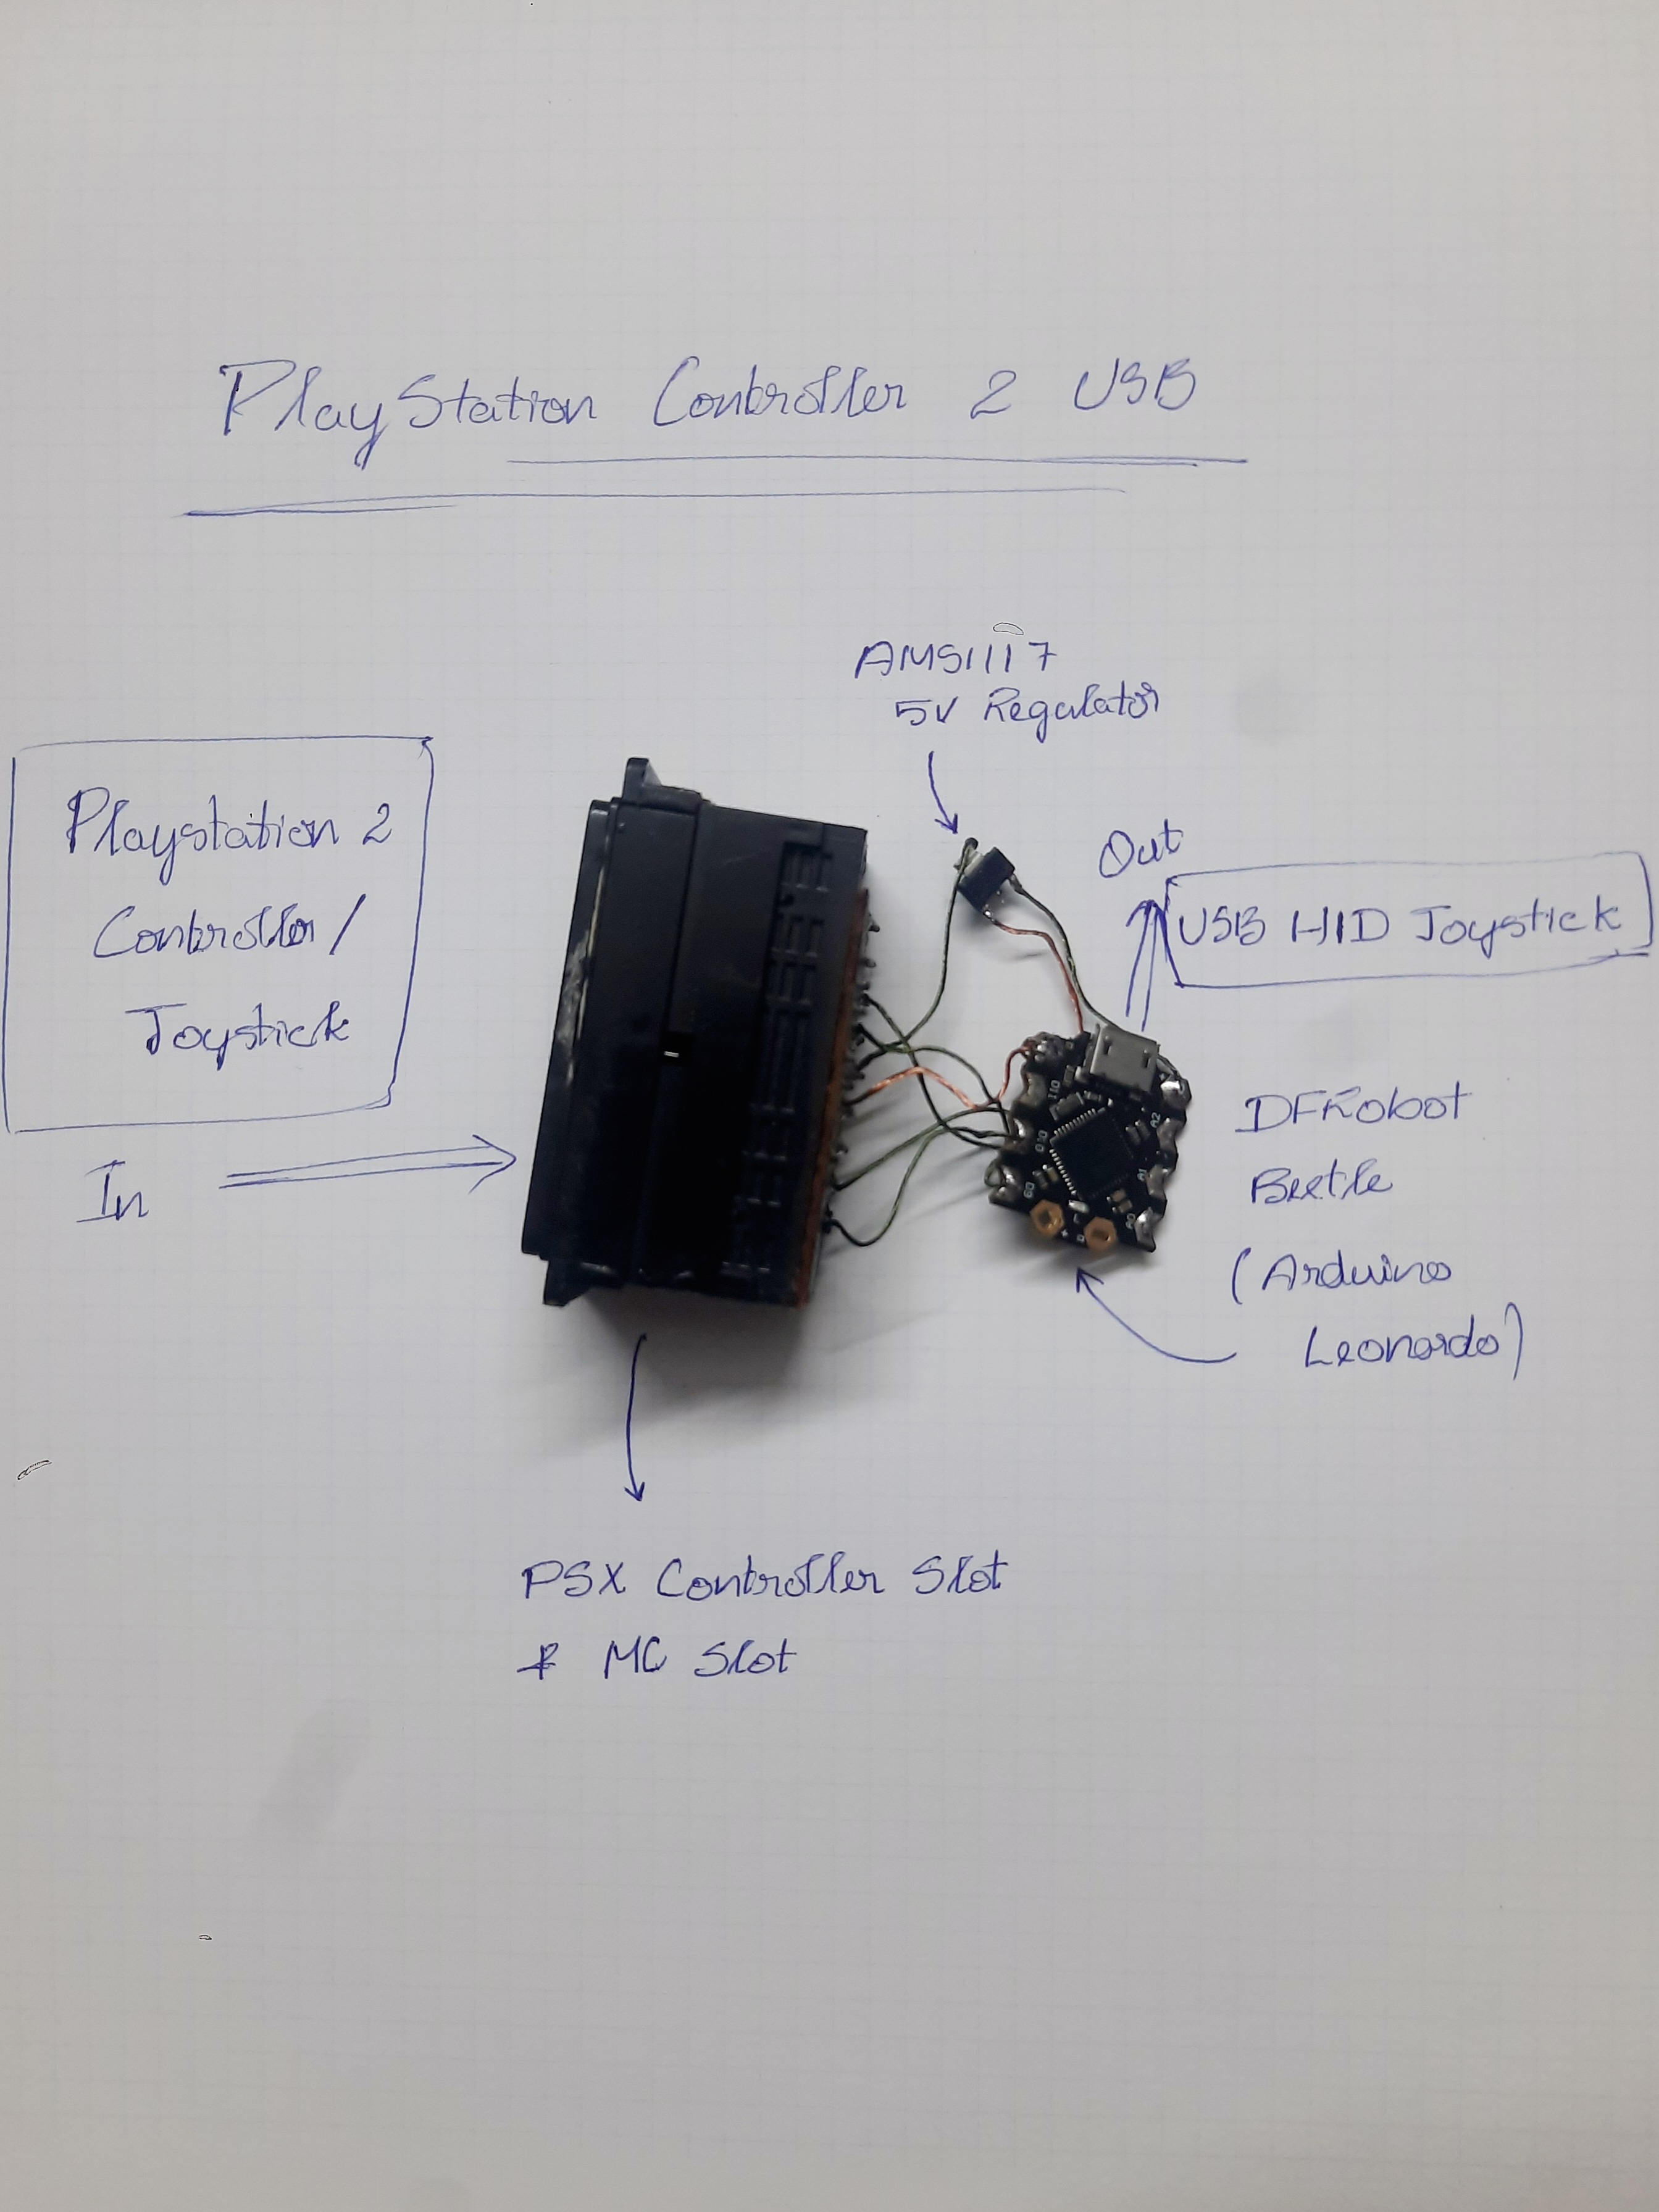 PlayStation Controller 2 USB
AMS1117
5V Regulator
Playstation 2
Controller/
Joystick
In
Out
USB HID Joystick
DFRobot
Beetle
(Arduino
Leonardo)
PSX Controller Slot
+ MC Slot
D11
D10
D9
A2
A1
A0